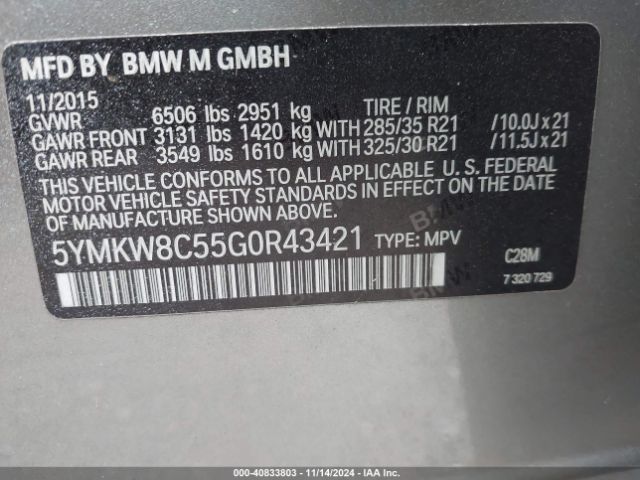 MFD BY BMW M GMBH
11/2015 TIRE / RIM
GVWR 6506 lbs 2951 kg
GAWR FRONT 3131 lbs 1420 kg WITH 285/35 R21 /10.0J x 21
GAWR REAR 3549 lbs 1610 kg WITH 325/30 R21 /11.5J x 21
THIS VEHICLE CONFORMS TO ALL APPLICABLE U. S. FEDERAL
MOTOR VEHICLE SAFETY STANDARDS IN EFFECT ON THE DATE
OF MANUFACTURE SHOWN ABOVE.
5YMKW8C55G0R43421 TYPE: MPV C28M
7 320 729
000-40833803 - 11/14/2024 - IAA Inc.